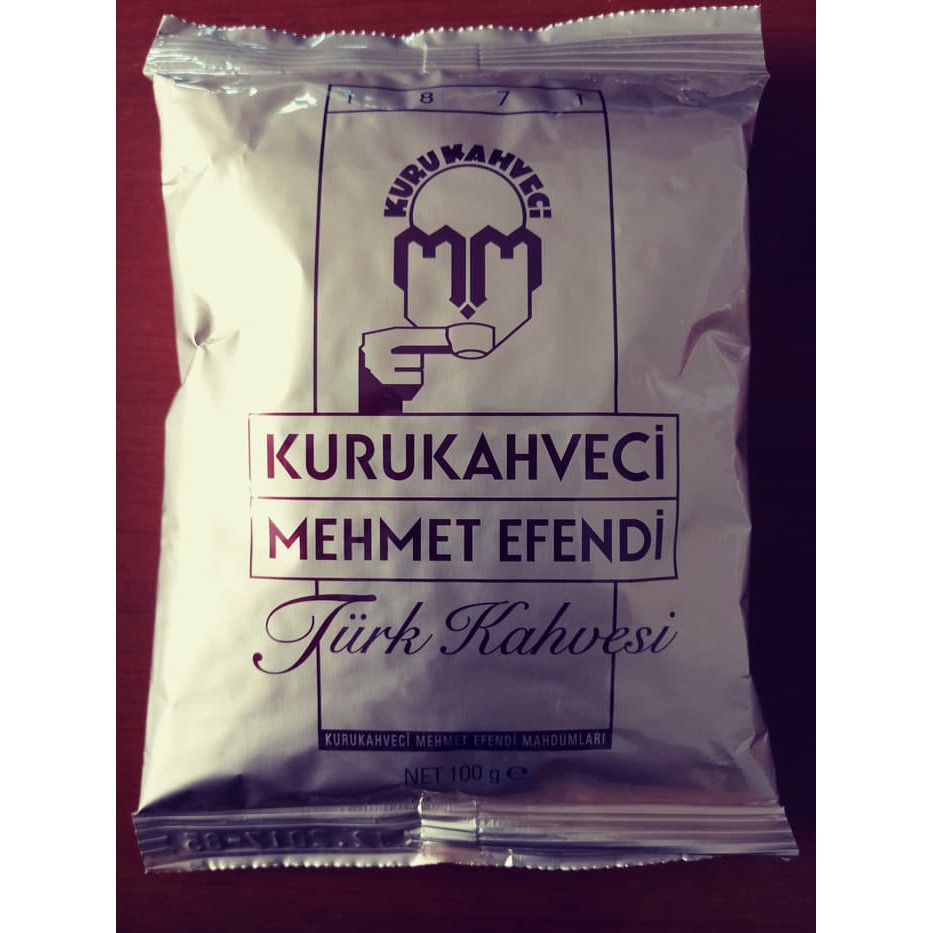 1 8 7 1
KURUKAHVECİ
KURUKAHVECİ
MEHMET EFENDİ
Türk Kahvesi
KURUKAHVECİ MEHMET EFENDİ MAHDUMLARI
NET 100 g ℮